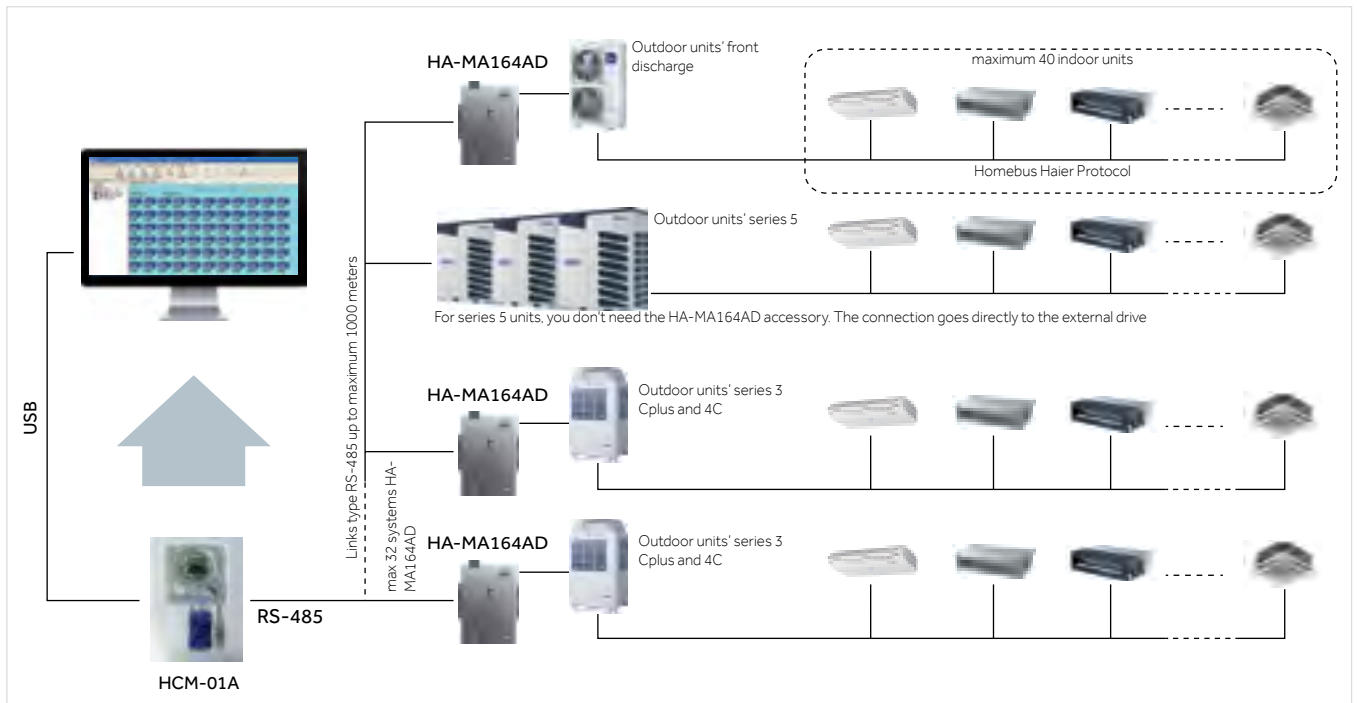 HA-MA164AD
Outdoor units' front
discharge
maximum 40 indoor units
Homebus Haier Protocol
Outdoor units' series 5
For series 5 units, you don't need the HA-MA164AD accessory. The connection goes directly to the external drive
USB
Links type RS-485 up to maximum 1000 meters
max 32 systems HA-
MA164AD
HA-MA164AD
Outdoor units' series 3
Cplus and 4C
HA-MA164AD
Outdoor units' series 3
Cplus and 4C
RS-485
HCM-01A